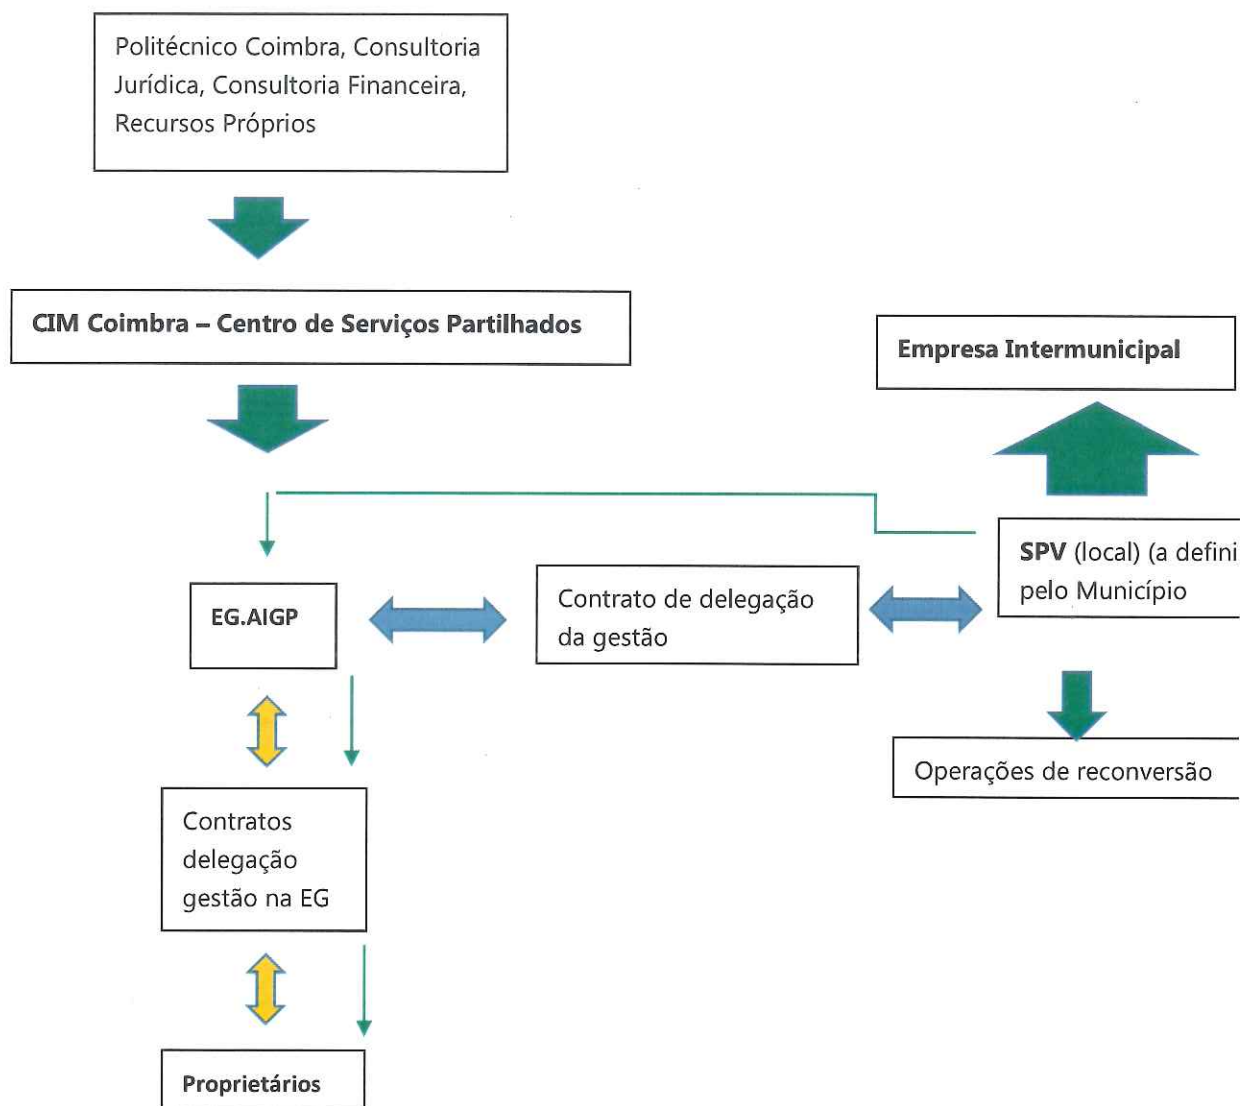 Politécnico Coimbra, Consultoria
Jurídica, Consultoria Financeira,
Recursos Próprios
CIM Coimbra – Centro de Serviços Partilhados
Empresa Intermunicipal
SPV (local) (a defini
pelo Município
EG.AIGP
Contrato de delegação
da gestão
Operações de reconversão
Contratos
delegação
gestão na EG
Proprietários